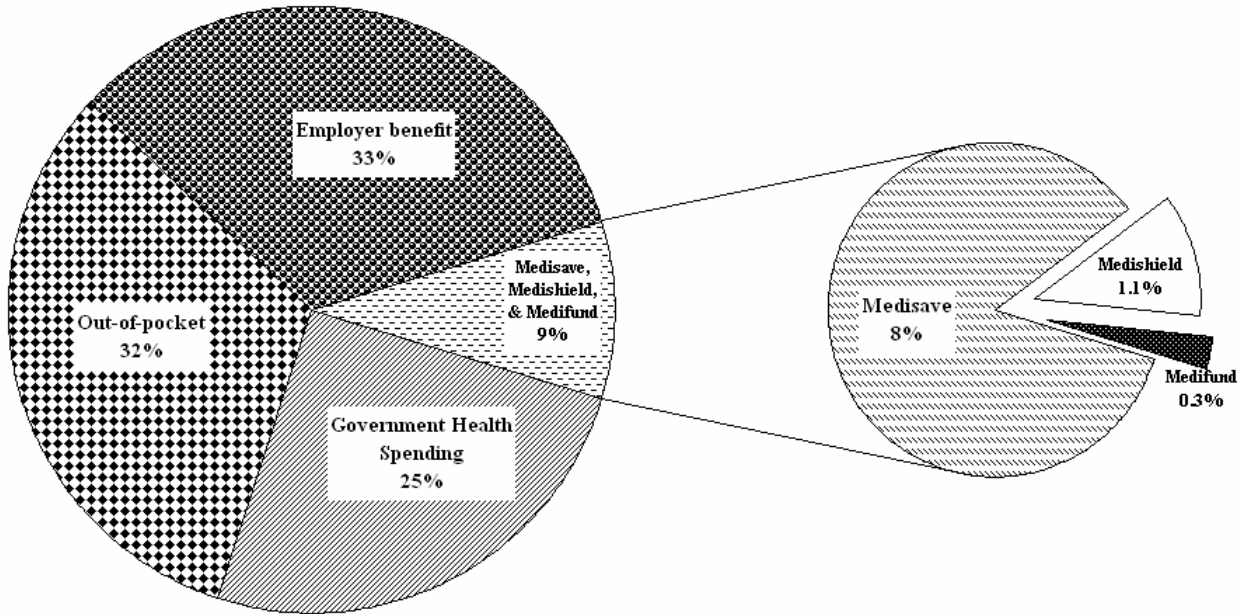 Employer benefit
33%
Medisave,
Medishield,
& Medifund
9%
Out-of-pocket
32%
Government Health
Spending
25%
Medisave
8%
Medishield
1.1%
Medifund
0.3%